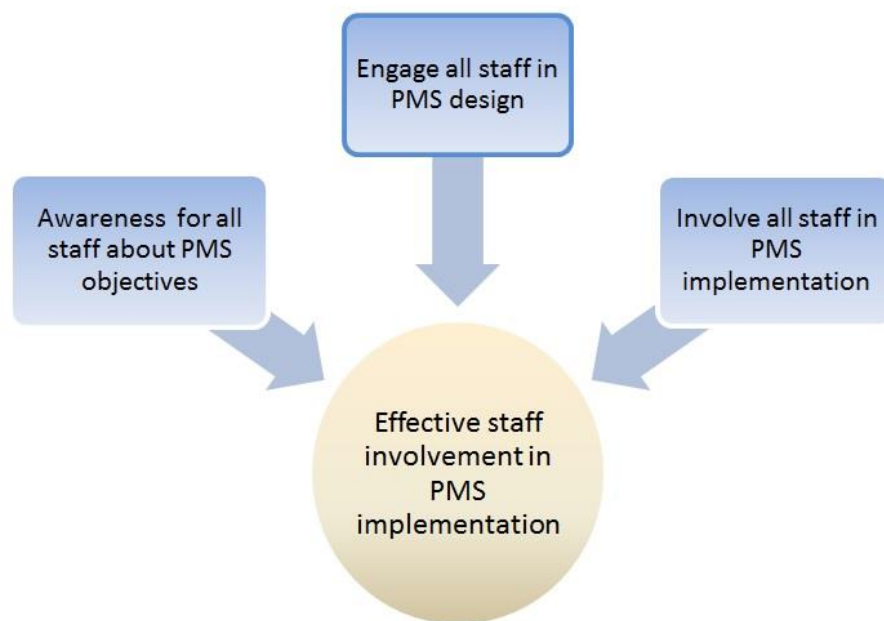 Engage all staff in
PMS design
Awareness for all
staff about PMS
objectives
Involve all staff in
PMS
implementation
Effective staff
involvement in
PMS
implementation